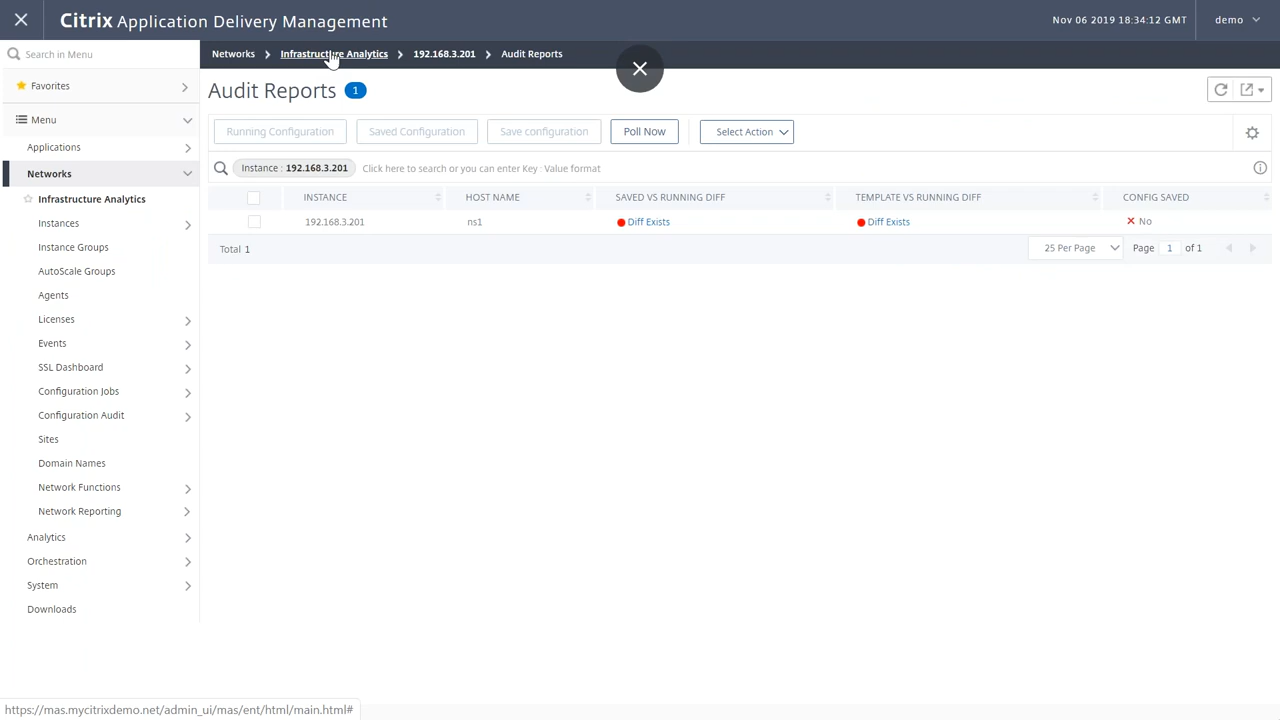 Citrix Application Delivery Management
Nov 06 2019 18:34:12 GMT
demo
Search in Menu
Networks
Infrastructure Analytics
192.168.3.201
Audit Reports
Favorites
Menu
Applications
Networks
Infrastructure Analytics
Instances
Instance Groups
AutoScale Groups
Agents
Licenses
Events
SSL Dashboard
Configuration Jobs
Configuration Audit
Sites
Domain Names
Network Functions
Network Reporting
Analytics
Orchestration
System
Downloads
Audit Reports 1
Running Configuration
Saved Configuration
Save configuration
Poll Now
Select Action
Instance : 192.168.3.201 Click here to search or you can enter Key : Value format
INSTANCE HOST NAME SAVED VS RUNNING DIFF TEMPLATE VS RUNNING DIFF CONFIG SAVED
192.168.3.201 ns1 Diff Exists Diff Exists No
Total 1 25 Per Page Page 1 of 1
https://mas.mycitrixdemo.net/admin_ui/mas/ent/html/main.html#